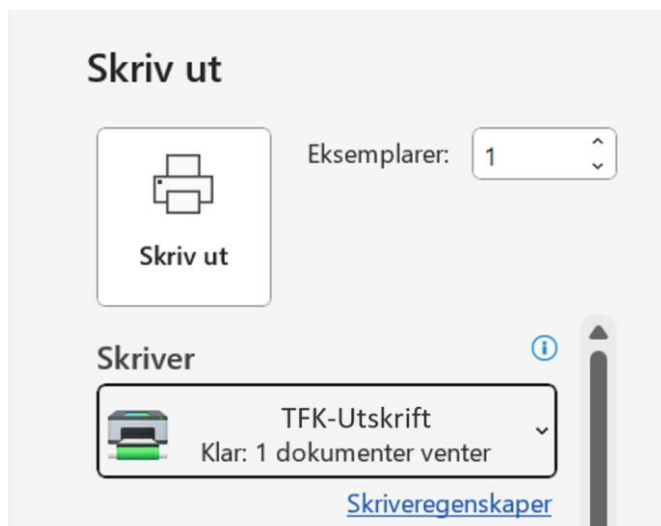 Skriv ut
Eksemplarer: 1
Skriv ut
Skriver
TFK-Utskrift
Klar: 1 dokumenter venter
Skriveregenskaper